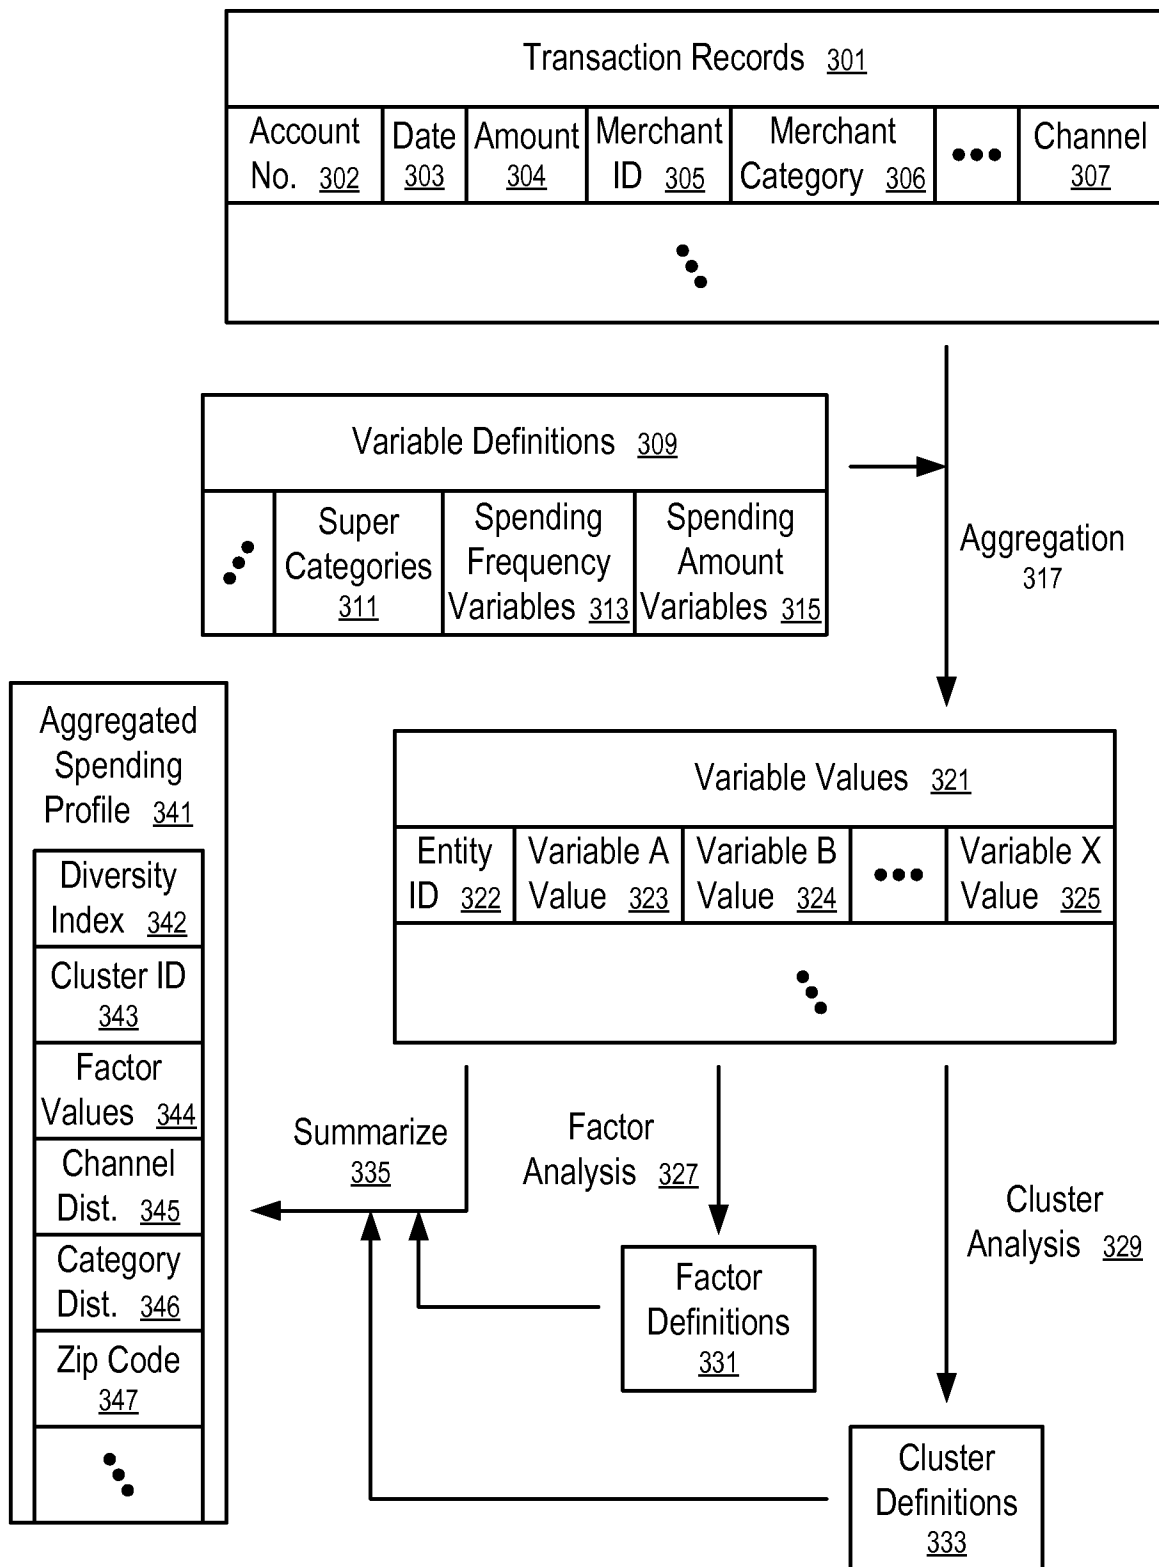 Transaction Records 301
Account
No. 302
Date
303
Amount
304
Merchant
ID 305
Merchant
Category 306
Channel
307
Variable Definitions 309
Super
Categories
311
Spending
Frequency
Variables 313
Spending
Amount
Variables 315
Aggregation
317
Aggregated
Spending
Profile 341
Diversity
Index 342
Cluster ID
343
Factor
Values 344
Channel
Dist. 345
Category
Dist. 346
Zip Code
347
Variable Values 321
Entity
ID 322
Variable A
Value 323
Variable B
Value 324
Variable X
Value 325
Summarize
335
Factor
Analysis 327
Cluster
Analysis 329
Factor
Definitions
331
Cluster
Definitions
333